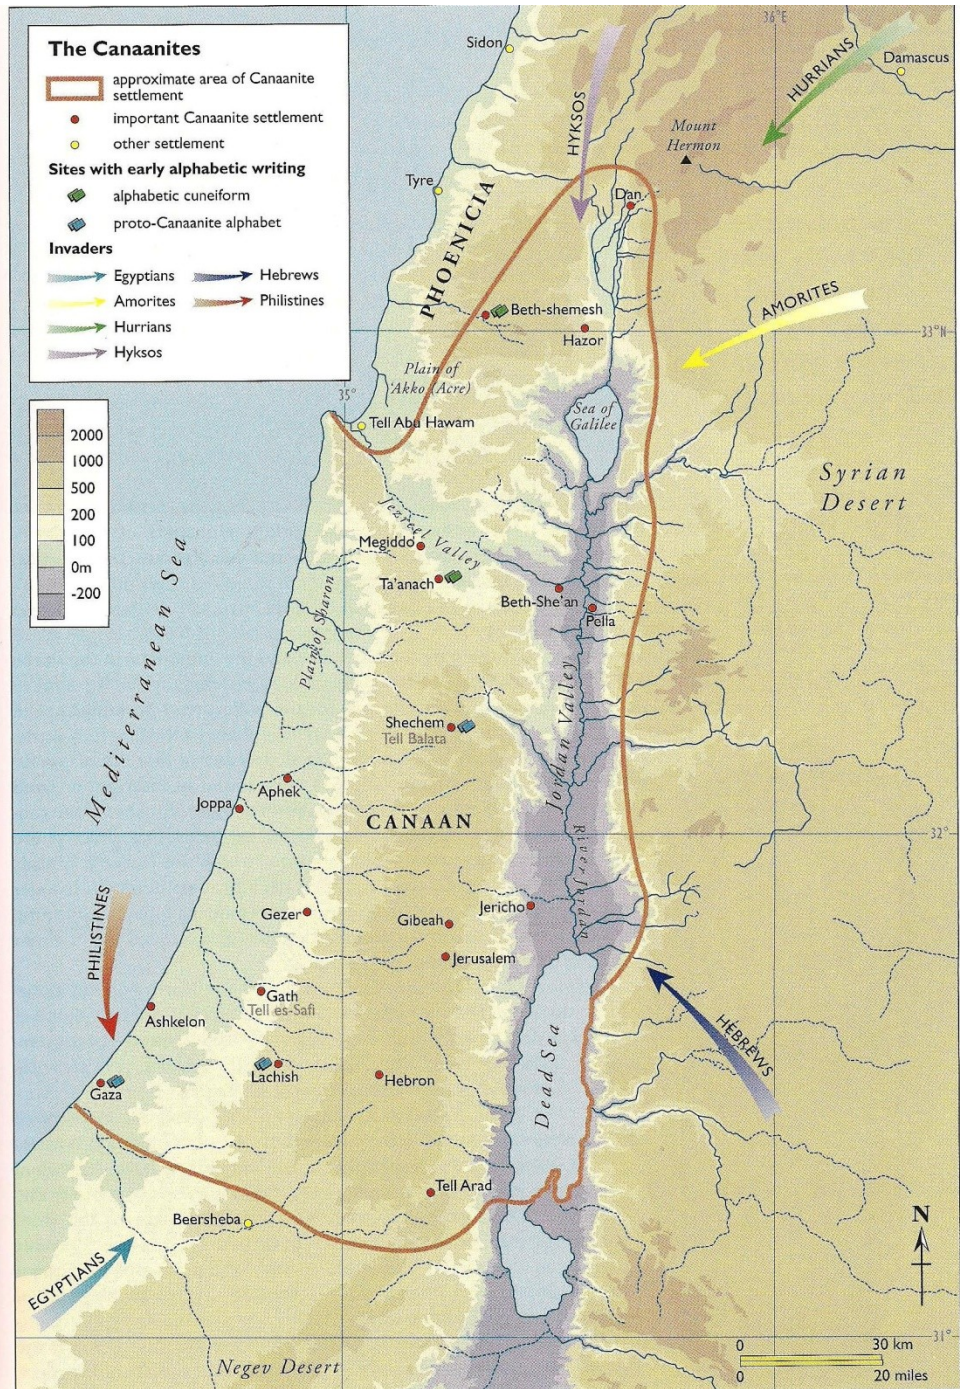 The Canaanites
approximate area of Canaanite
settlement
important Canaanite settlement
other settlement
Sites with early alphabetic writing
alphabetic cuneiform
proto-Canaanite alphabet
Invaders
Egyptians
Hebrews
Amorites
Philistines
Hurrians
Hyksos
2000
1000
500
200
100
0m
-200
36°E
Sidon
HYKSOS
HURRIANS
Damascus
Mount
Hermon
Tyre
PHOENICIA
Dan
AMORITES
Beth-shemesh
Hazor
33°N
Plain of
'Akko (Acre)
35°
Tell Abu Hawam
Sea of
Galilee
Syrian
Desert
Jezreel Valley
Megiddo
Ta'anach
Beth-She'an
Pella
Plain of Sharon
Mediterranean Sea
Shechem
Tell Balata
Jordan Valley
Aphek
Joppa
CANAAN
32°
River Jordan
Gezer
Gibeah
Jericho
Jerusalem
PHILISTINES
Gath
Tell es-Safi
Ashkelon
HEBREWS
Dead Sea
Lachish
Hebron
Gaza
Tell Arad
Beersheba
EGYPTIANS
N
31°
Negev Desert
0 30 km
0 20 miles